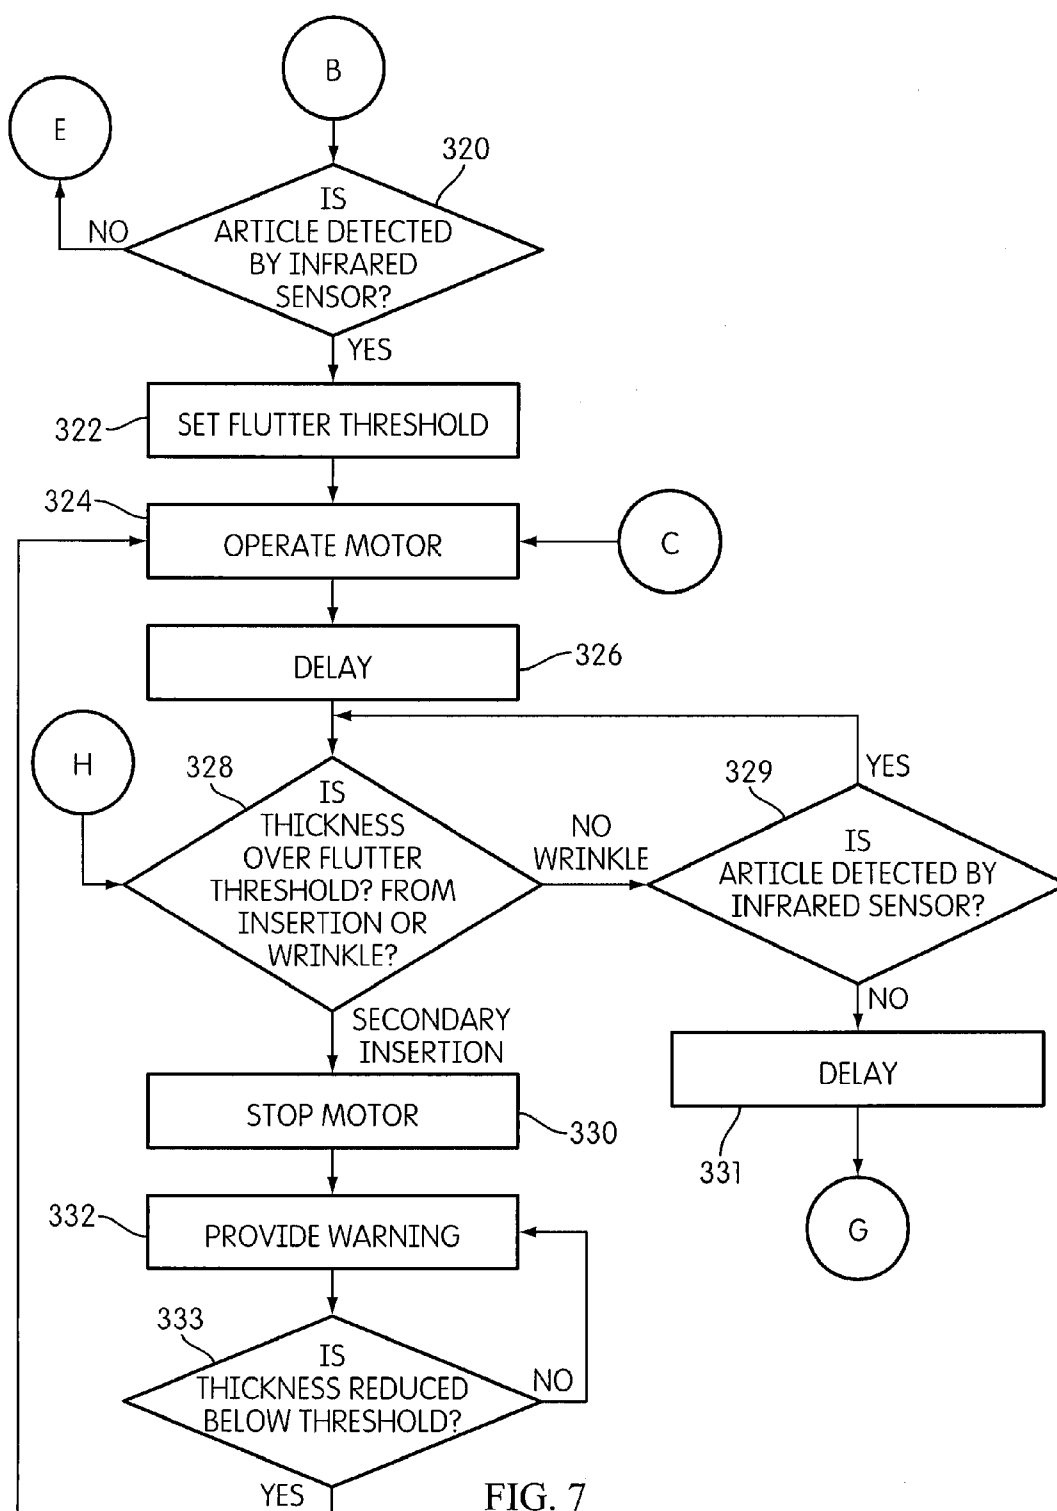 B
E
320
IS
ARTICLE DETECTED
BY INFRARED
SENSOR?
NO
YES
322
SET FLUTTER THRESHOLD
324
OPERATE MOTOR
C
DELAY
326
H
328
IS
THICKNESS
OVER FLUTTER
THRESHOLD? FROM
INSERTION OR
WRINKLE?
NO
WRINKLE
329
YES
IS
ARTICLE DETECTED BY
INFRARED SENSOR?
NO
SECONDARY
INSERTION
DELAY
331
STOP MOTOR
330
G
332
PROVIDE WARNING
333
IS
THICKNESS REDUCED
BELOW THRESHOLD?
NO
YES
FIG. 7